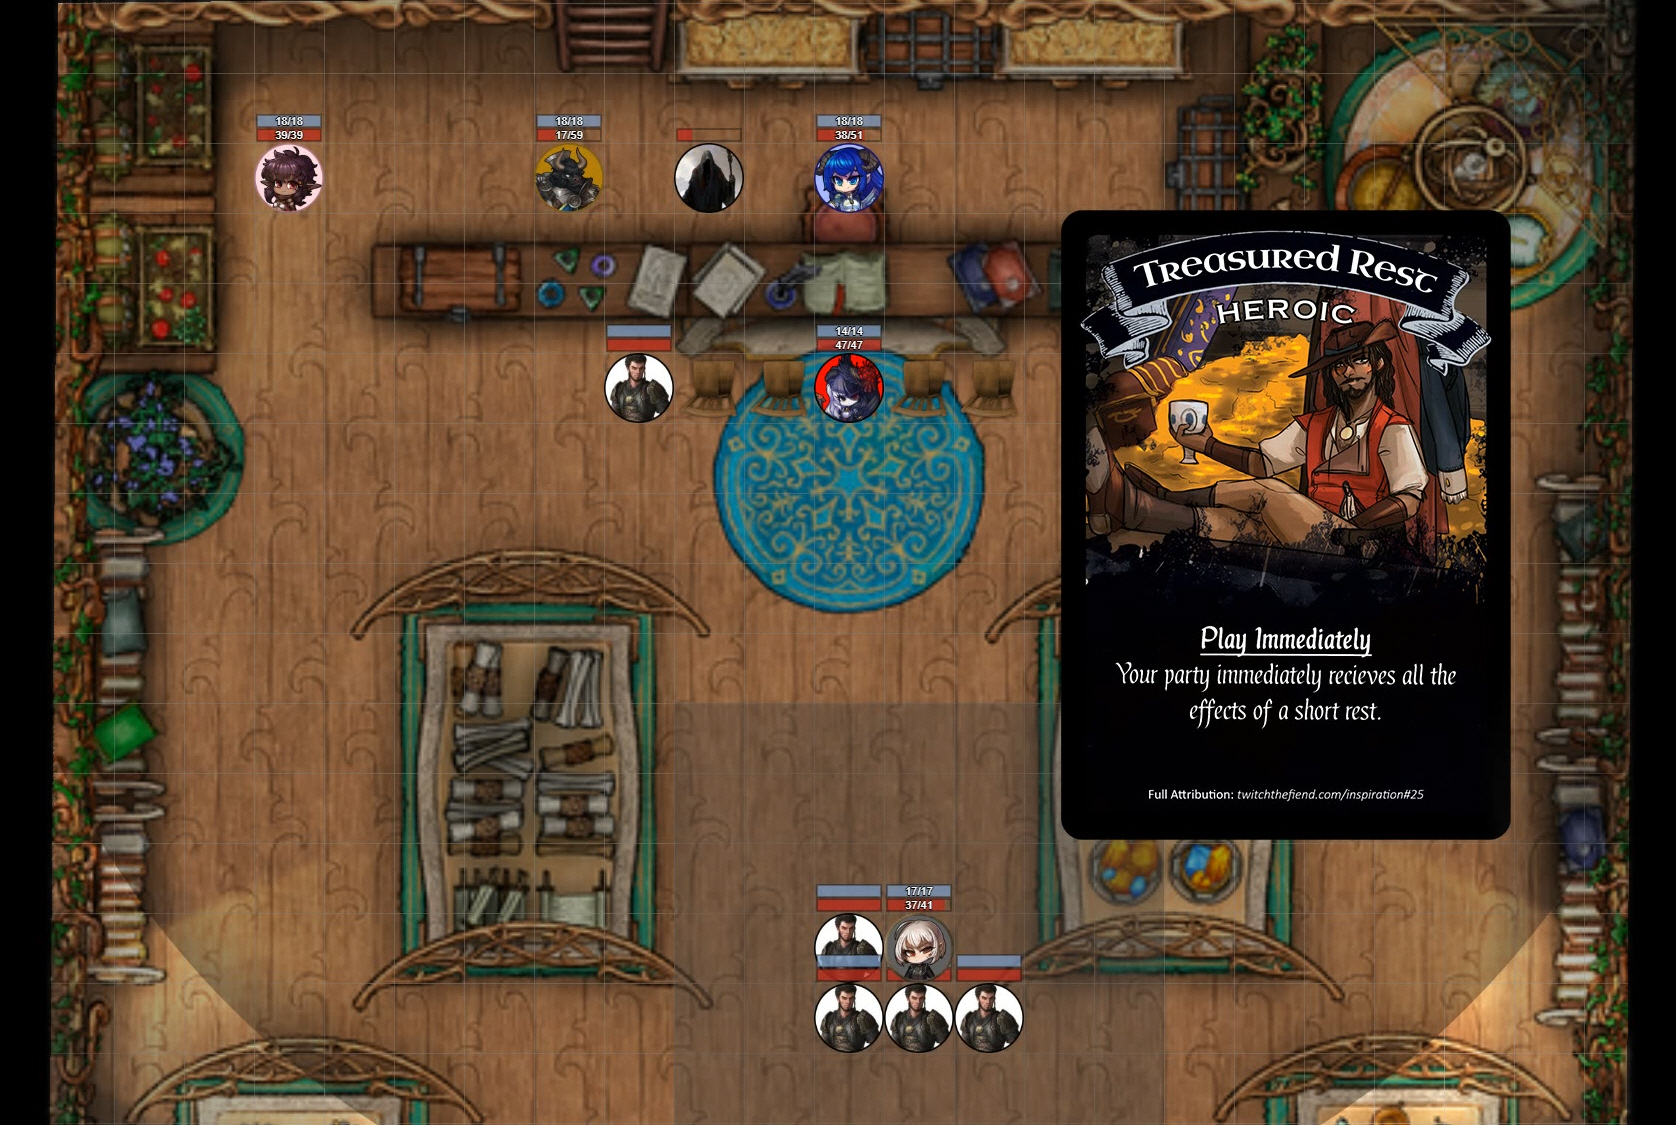 18/18
39/39
18/18
17/59
18/18
38/51
14/14
47/47
Treasured Rest
HEROIC
Play Immediately
Your party immediately recieves all the
effects of a short rest.
Full Attribution: twitchthefiend.com/inspiration#25
17/17
37/41